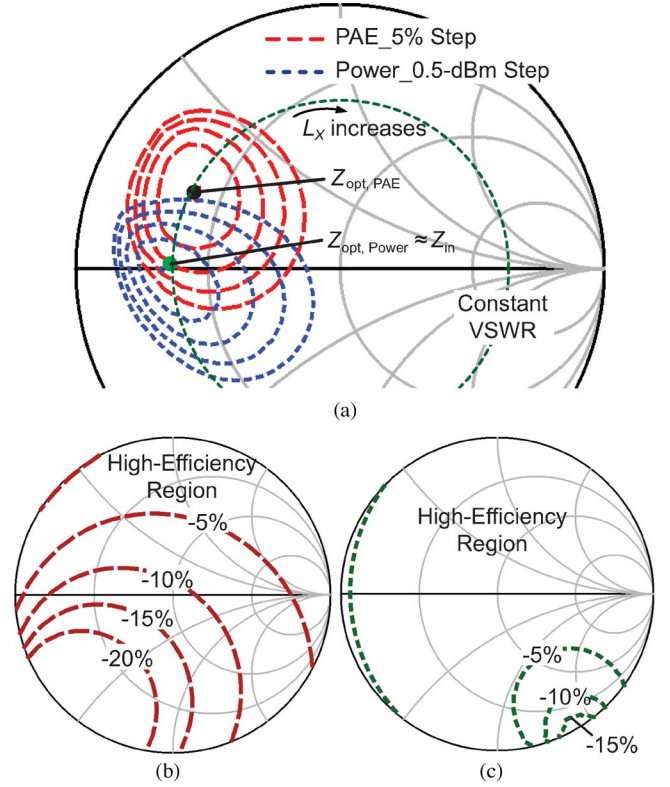 PAE_5% Step
Power_0.5-dBm Step
L_X increases
Z_opt, PAE
Z_opt, Power ≈ Z_in
Constant
VSWR
(a)
High-Efficiency
Region
-5%
-10%
-15%
-20%
(b)
High-Efficiency
Region
-5%
-10%
-15%
(c)